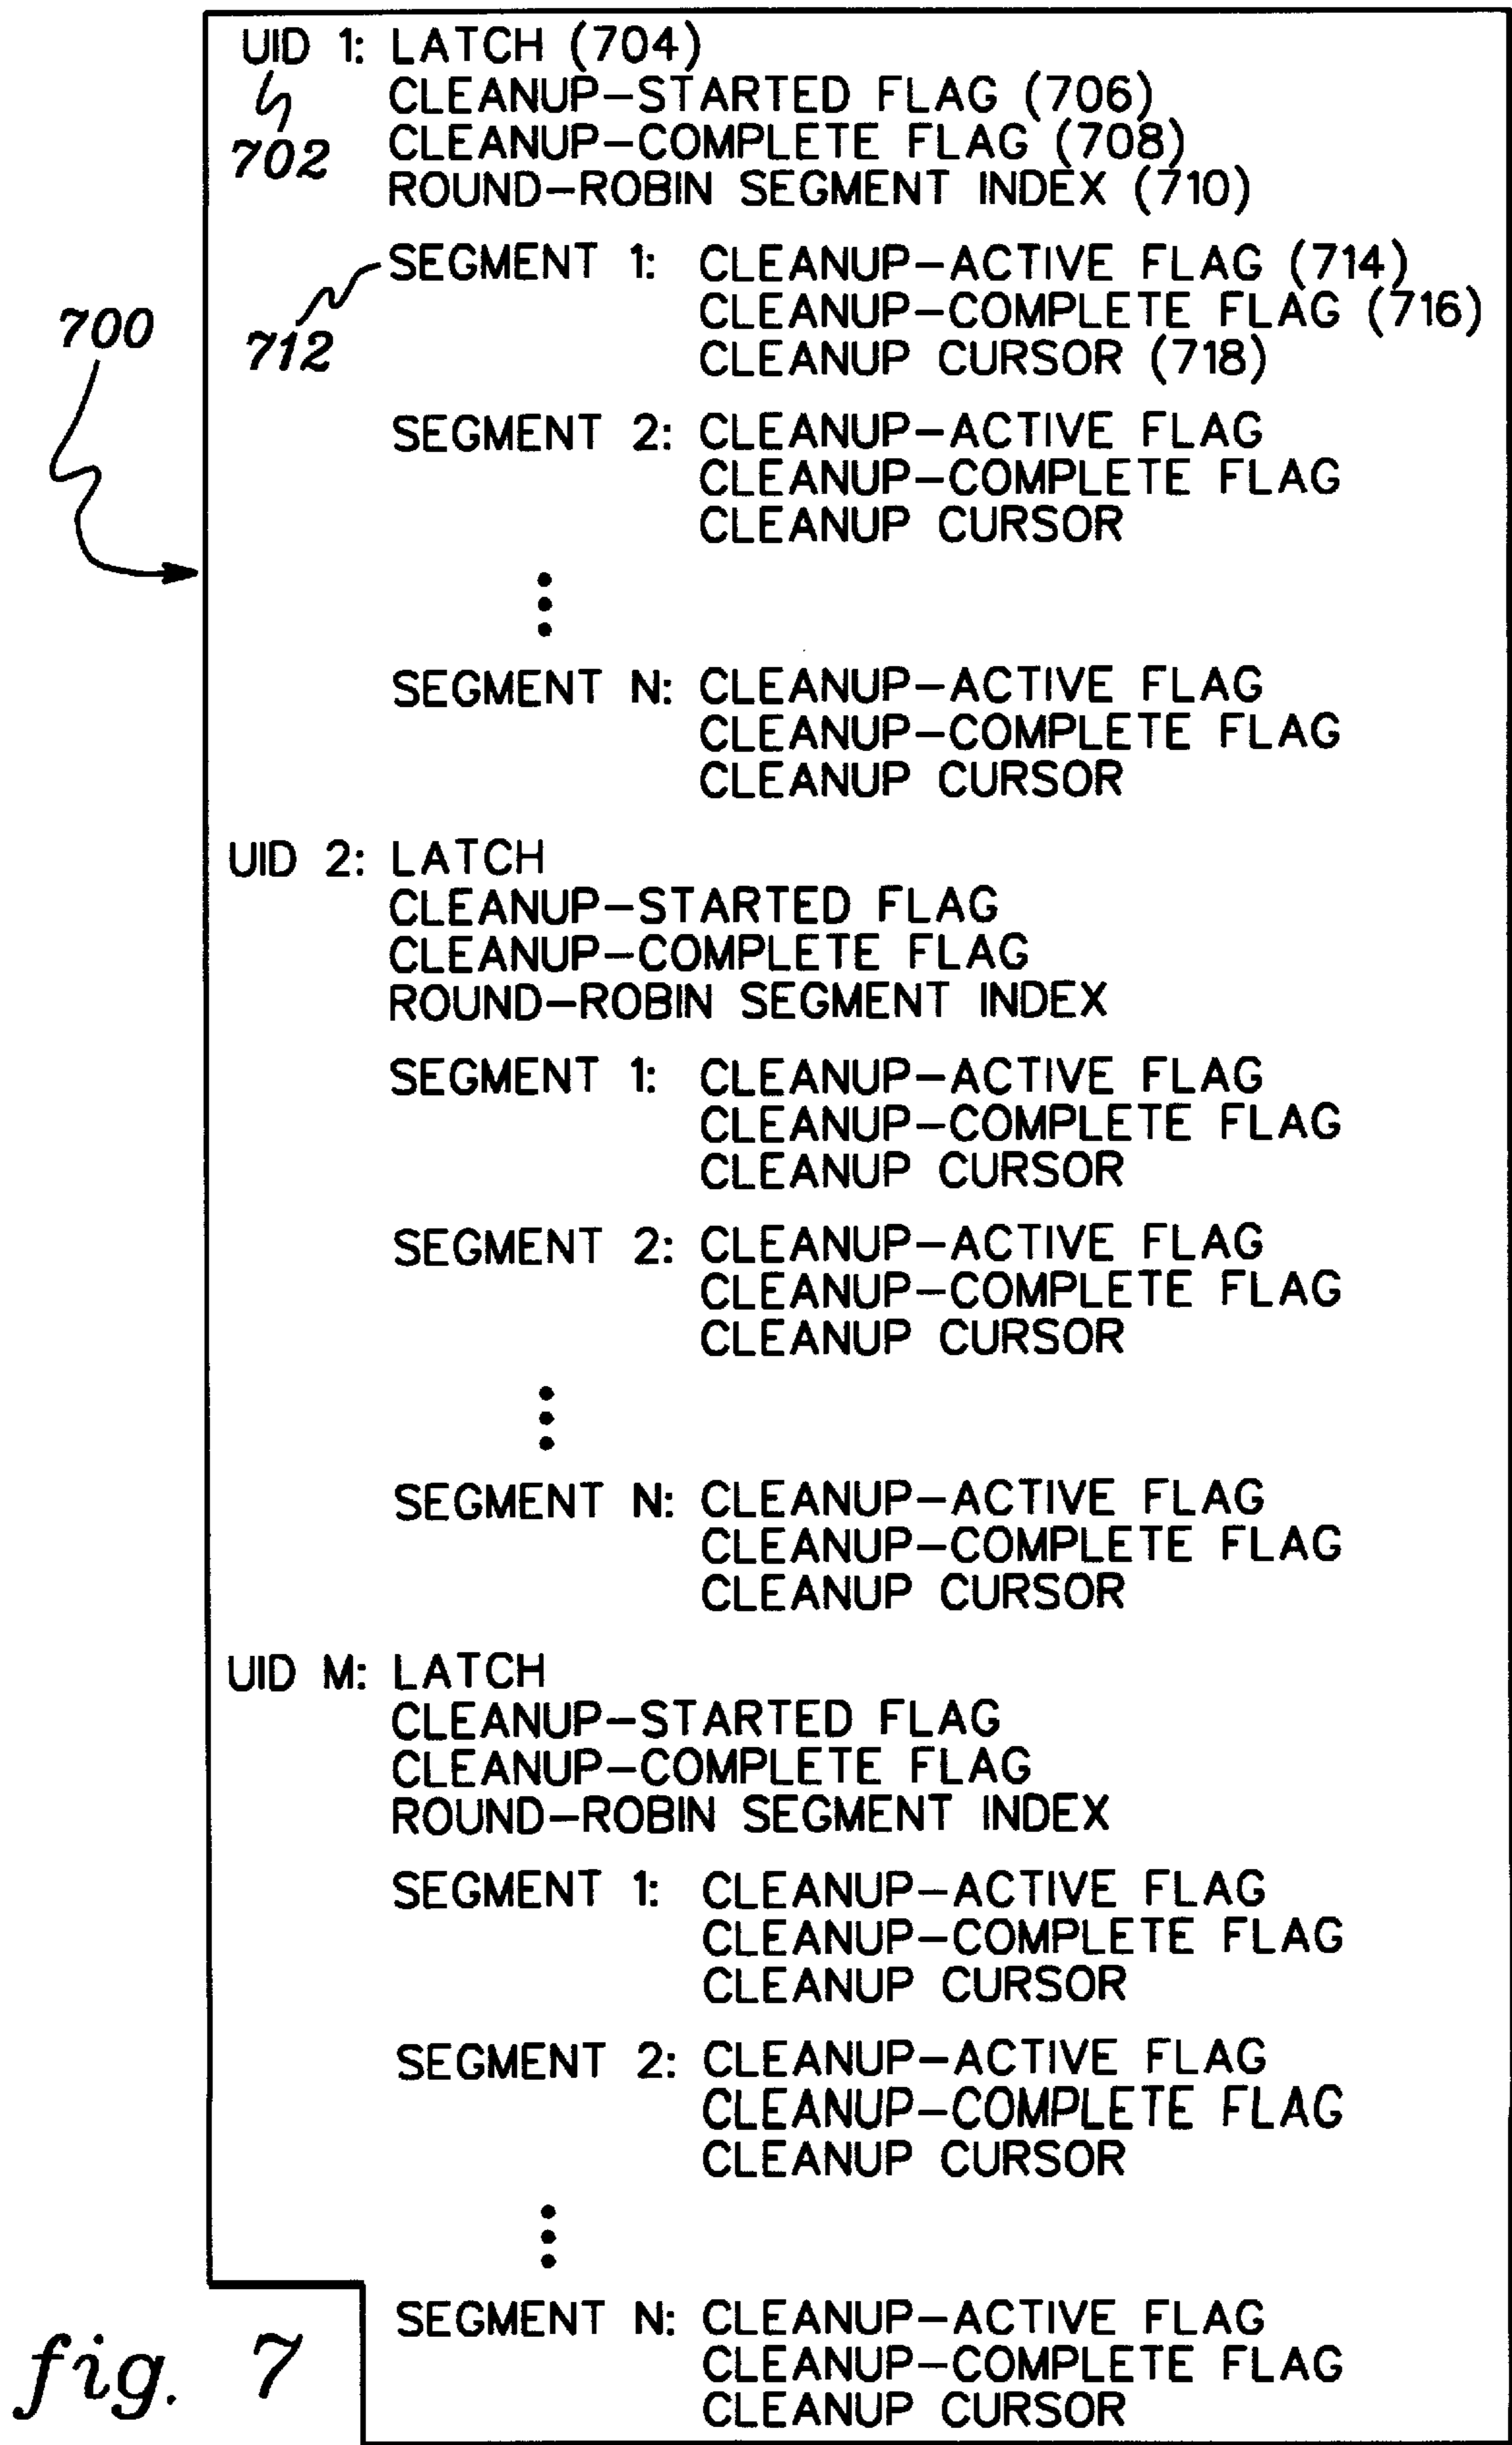 UID 1: LATCH (704)
CLEANUP-STARTED FLAG (706)
702 CLEANUP-COMPLETE FLAG (708)
ROUND-ROBIN SEGMENT INDEX (710)
SEGMENT 1: CLEANUP-ACTIVE FLAG (714)
700 CLEANUP-COMPLETE FLAG (716)
712 CLEANUP CURSOR (718)
SEGMENT 2: CLEANUP-ACTIVE FLAG
CLEANUP-COMPLETE FLAG
CLEANUP CURSOR
SEGMENT N: CLEANUP-ACTIVE FLAG
CLEANUP-COMPLETE FLAG
CLEANUP CURSOR
UID 2: LATCH
CLEANUP-STARTED FLAG
CLEANUP-COMPLETE FLAG
ROUND-ROBIN SEGMENT INDEX
SEGMENT 1: CLEANUP-ACTIVE FLAG
CLEANUP-COMPLETE FLAG
CLEANUP CURSOR
SEGMENT 2: CLEANUP-ACTIVE FLAG
CLEANUP-COMPLETE FLAG
CLEANUP CURSOR
SEGMENT N: CLEANUP-ACTIVE FLAG
CLEANUP-COMPLETE FLAG
CLEANUP CURSOR
UID M: LATCH
CLEANUP-STARTED FLAG
CLEANUP-COMPLETE FLAG
ROUND-ROBIN SEGMENT INDEX
SEGMENT 1: CLEANUP-ACTIVE FLAG
CLEANUP-COMPLETE FLAG
CLEANUP CURSOR
SEGMENT 2: CLEANUP-ACTIVE FLAG
CLEANUP-COMPLETE FLAG
CLEANUP CURSOR
SEGMENT N: CLEANUP-ACTIVE FLAG
CLEANUP-COMPLETE FLAG
CLEANUP CURSOR
fig. 7